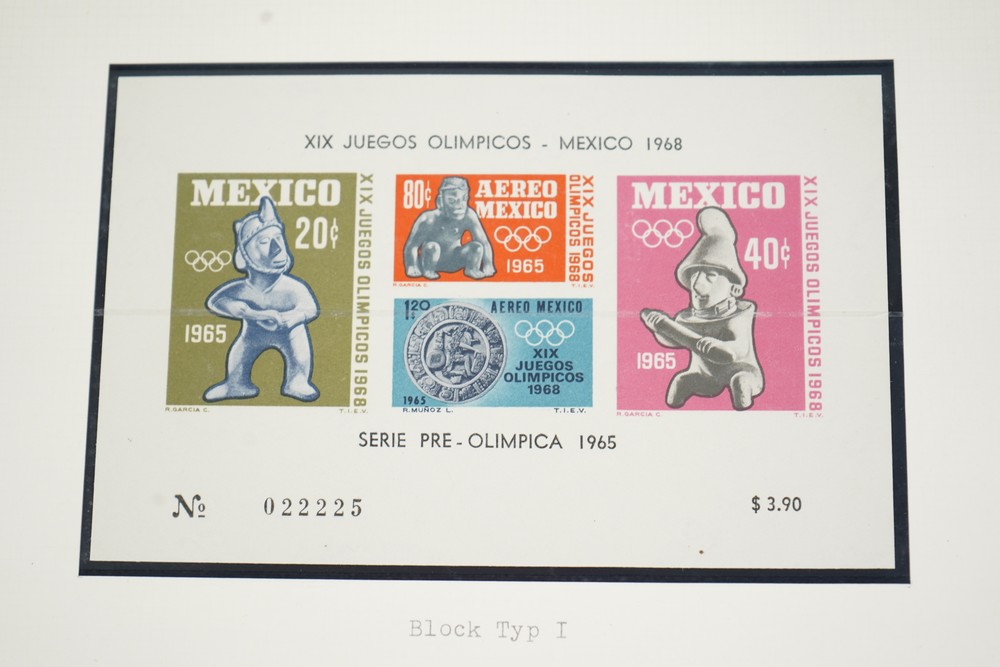 XIX JUEGOS OLIMPICOS - MEXICO 1968
MEXICO
20¢
1965
XIX JUEGOS OLIMPICOS 1968
R. GARCIA C.
T.I.E.V.
80¢
AEREO
MEXICO
1965
XIX JUEGOS
OLIMPICOS 1968
R. GARCIA C.
T.I.E.V.
1.20
AEREO MEXICO
XIX
JUEGOS
OLIMPICOS
1968
1965
R. MUÑOZ L.
T.I.E.V.
MEXICO
40¢
1965
XIX JUEGOS OLIMPICOS 1968
R. GARCIA C.
T.I.E.V.
SERIE PRE-OLIMPICA 1965
Nº 022225
$ 3.90
Block Typ I